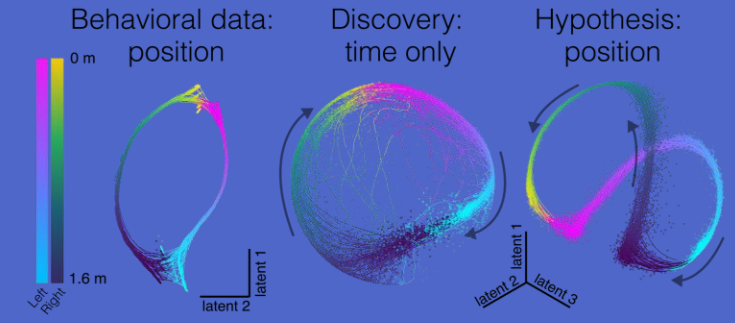 Behavioral data:
position
Discovery:
time only
Hypothesis:
position
0 m
1.6 m
Left
Right
latent 1
latent 2
latent 1
latent 2
latent 3